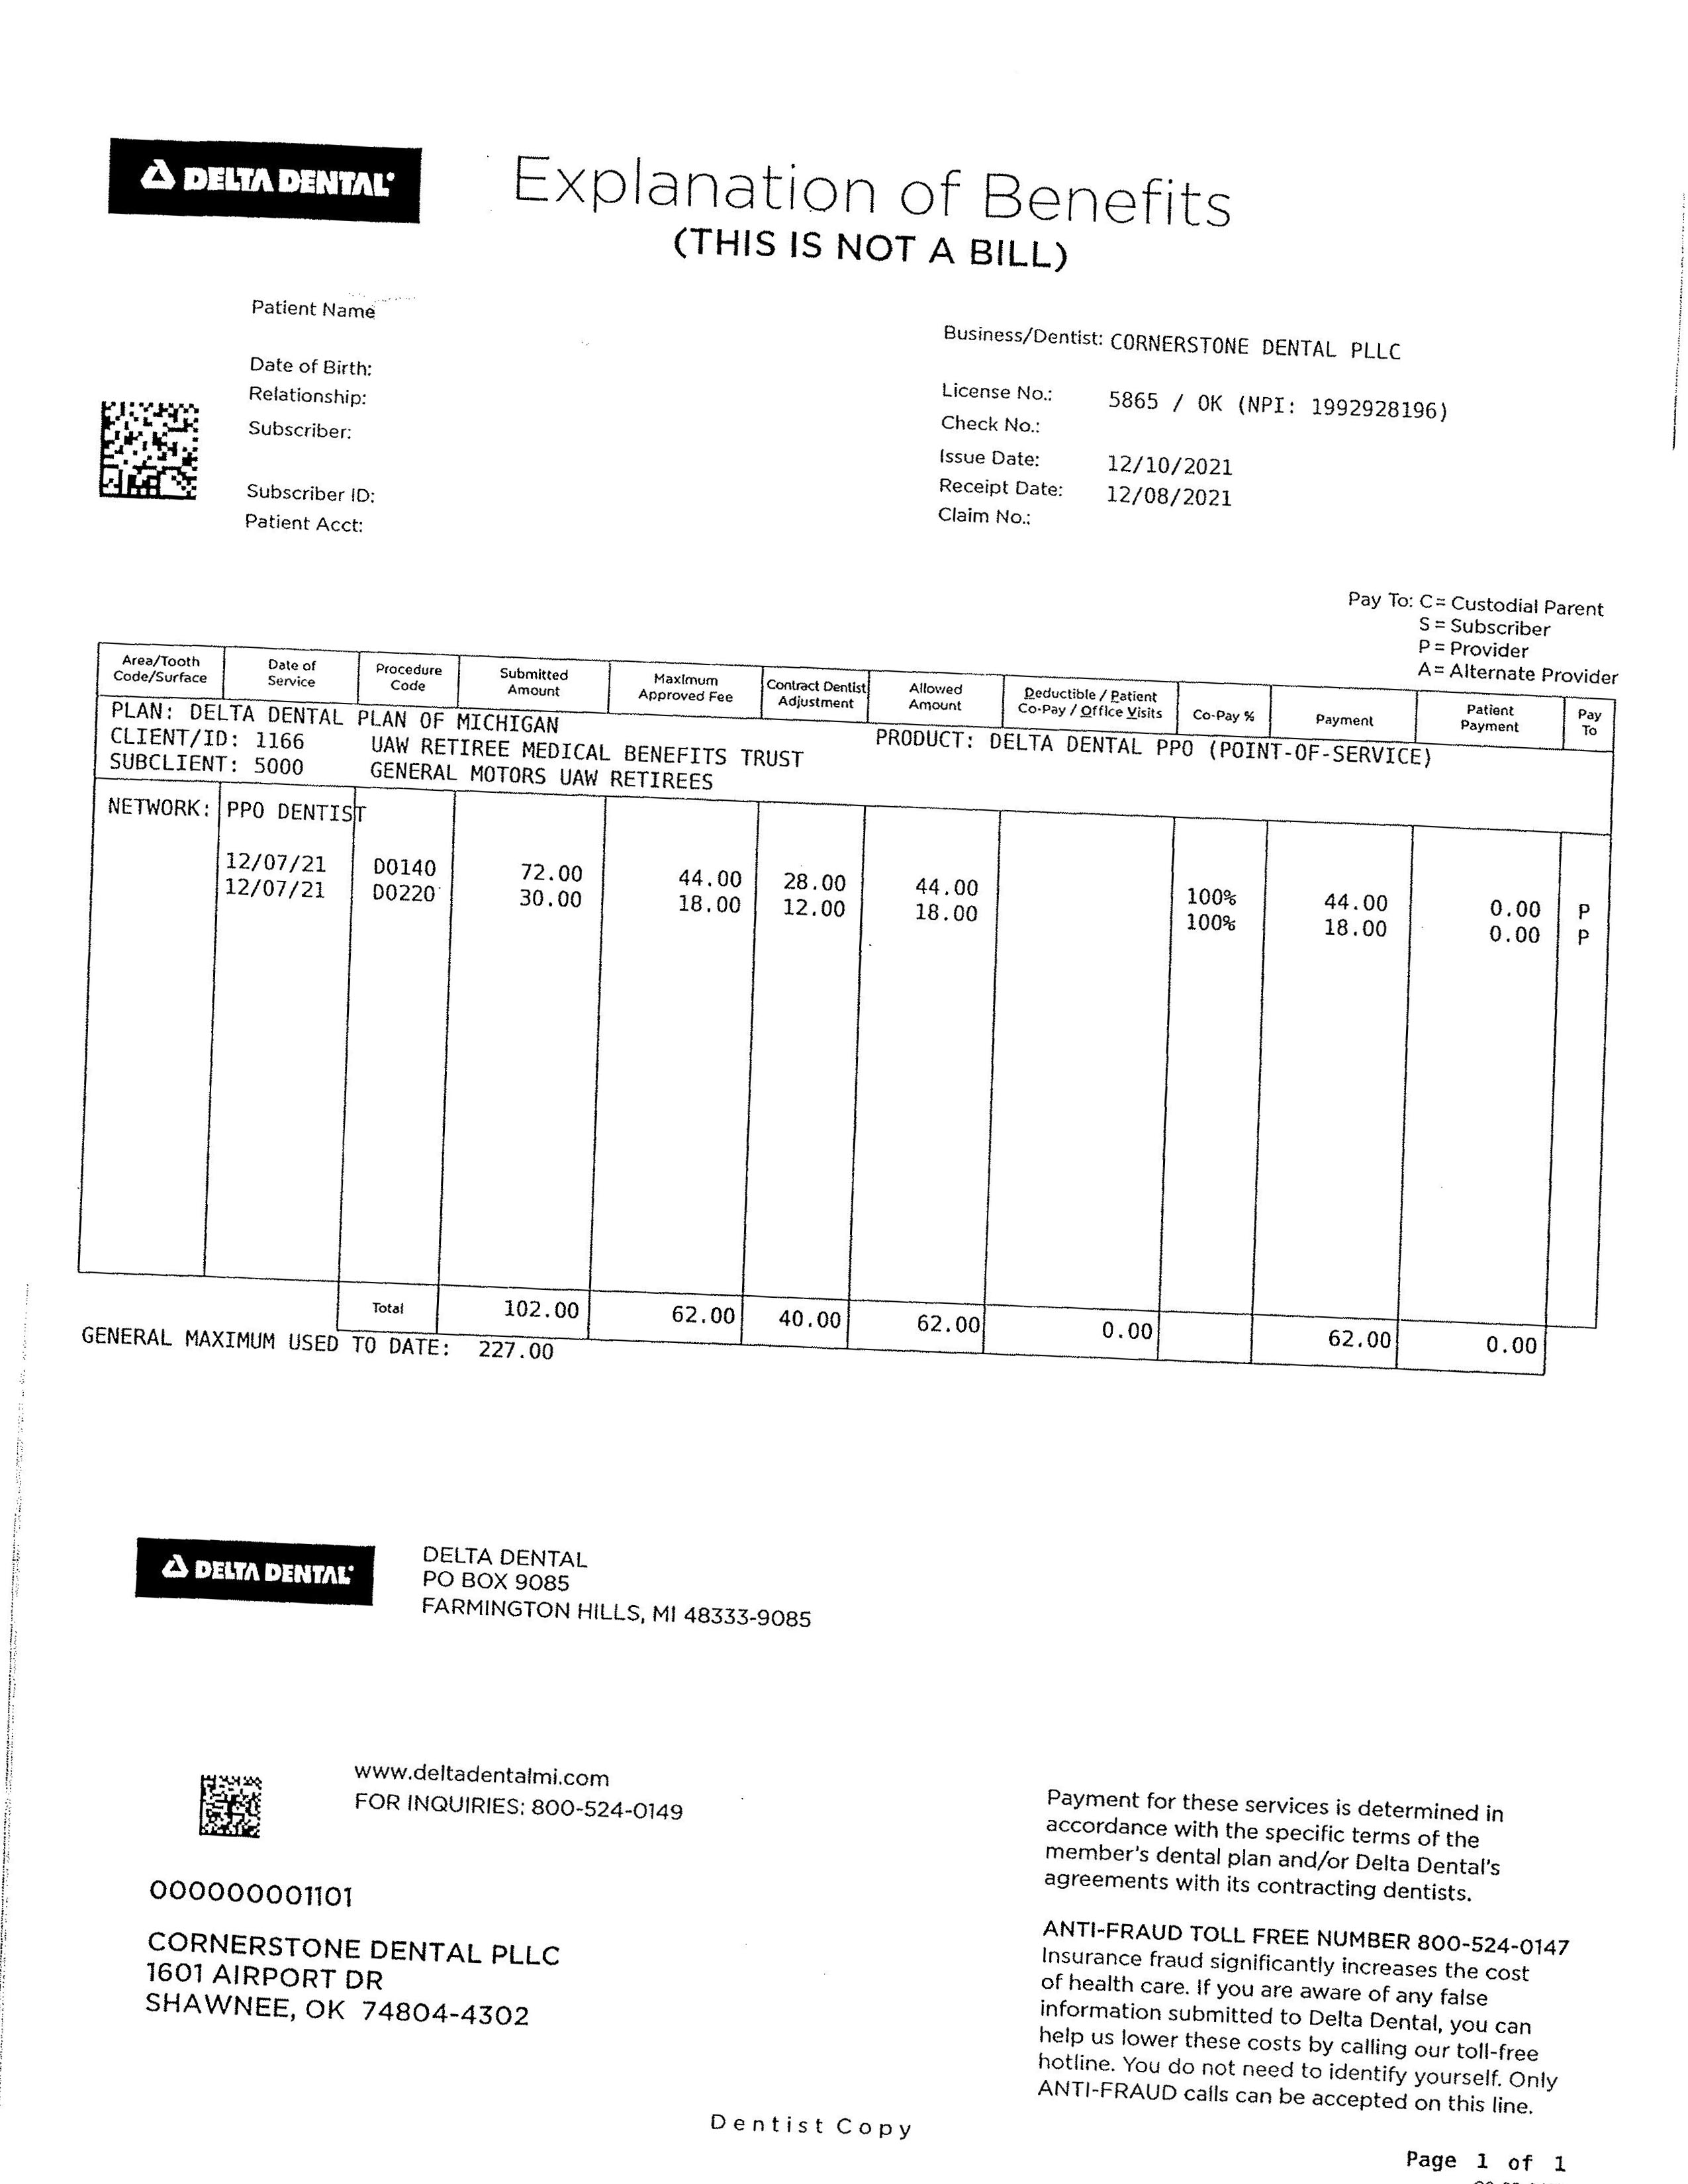 DELTA DENTAL
Explanation of Benefits
(THIS IS NOT A BILL)
Patient Name
Date of Birth:
Relationship:
Subscriber:
Subscriber ID:
Patient Acct:
Business/Dentist: CORNERSTONE DENTAL PLLC
License No.: 5865 / OK (NPI: 1992928196)
Check No.:
Issue Date: 12/10/2021
Receipt Date: 12/08/2021
Claim No.:
Pay To: C = Custodial Parent
S = Subscriber
P = Provider
A = Alternate Provider
Area/Tooth Code/Surface Date of Service Procedure Code Submitted Amount Maximum Approved Fee Contract Dentist Adjustment Allowed Amount Deductible / Patient Co-Pay / Office Visits Co-Pay % Payment Patient Payment Pay To
PLAN: DELTA DENTAL PLAN OF MICHIGAN PRODUCT: DELTA DENTAL PPO (POINT-OF-SERVICE)
CLIENT/ID: 1166 UAW RETIREE MEDICAL BENEFITS TRUST
SUBCLIENT: 5000 GENERAL MOTORS UAW RETIREES
NETWORK: PPO DENTIST
12/07/21 D0140 72.00 44.00 28.00 44.00 100% 44.00 0.00 P
12/07/21 D0220 30.00 18.00 12.00 18.00 100% 18.00 0.00 P
Total 102.00 62.00 40.00 62.00 0.00 62.00 0.00
GENERAL MAXIMUM USED TO DATE: 227.00
DELTA DENTAL
DELTA DENTAL
PO BOX 9085
FARMINGTON HILLS, MI 48333-9085
www.deltadentalmi.com
FOR INQUIRIES: 800-524-0149
000000001101
CORNERSTONE DENTAL PLLC
1601 AIRPORT DR
SHAWNEE, OK 74804-4302
Payment for these services is determined in
accordance with the specific terms of the
member's dental plan and/or Delta Dental's
agreements with its contracting dentists.
ANTI-FRAUD TOLL FREE NUMBER 800-524-0147
Insurance fraud significantly increases the cost
of health care. If you are aware of any false
information submitted to Delta Dental, you can
help us lower these costs by calling our toll-free
hotline. You do not need to identify yourself. Only
ANTI-FRAUD calls can be accepted on this line.
Dentist Copy
Page 1 of 1